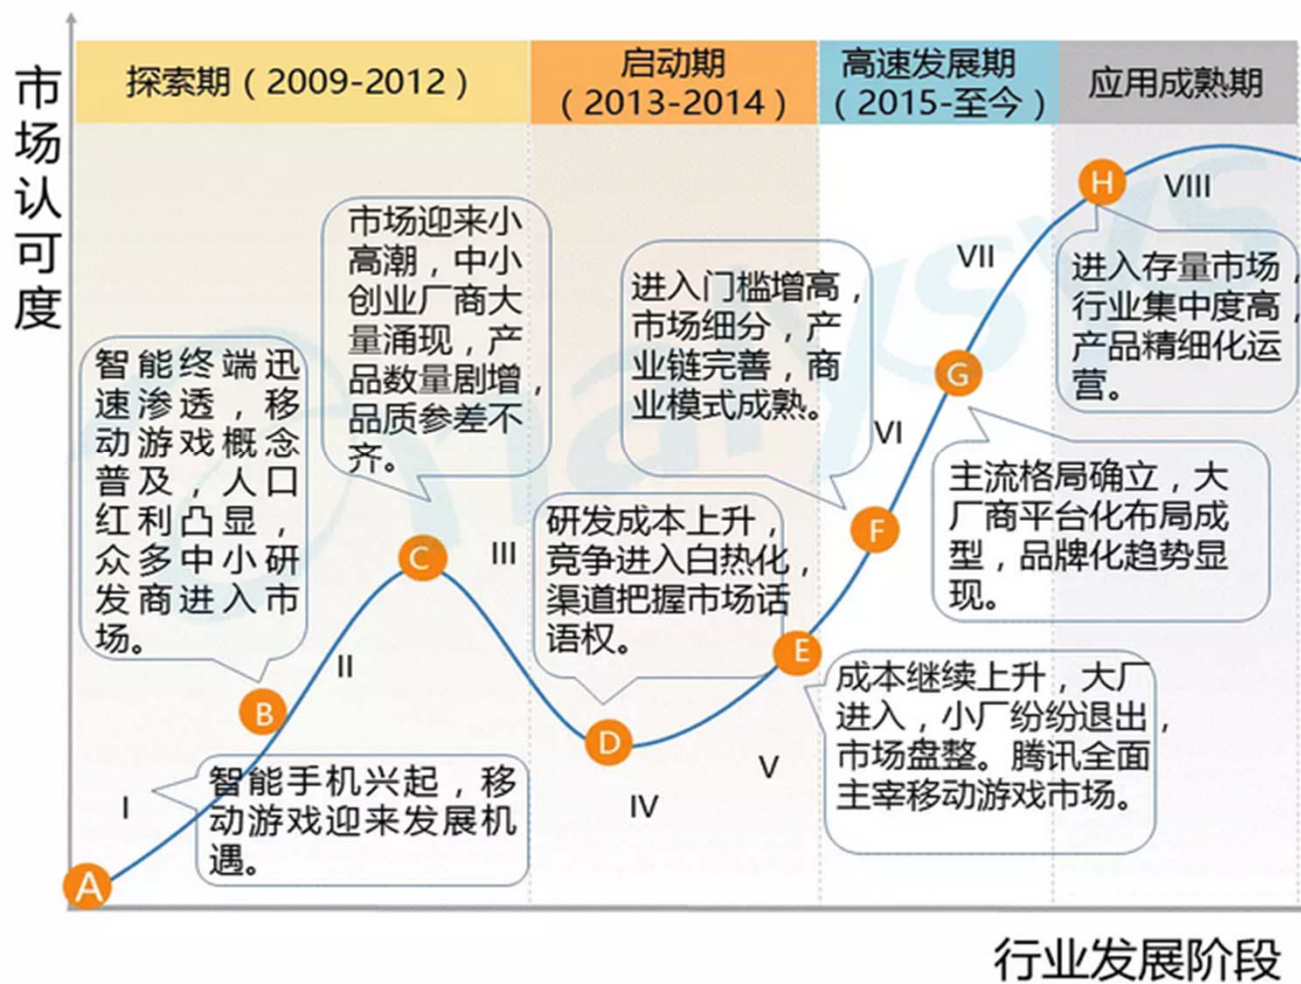 市场认可度
探索期（2009-2012）
启动期
（2013-2014）
高速发展期
（2015-至今）
应用成熟期
市场迎来小
高潮，中小
创业厂商大
量涌现，产
品数量剧增，
品质参差不
齐。
进入门槛增高，
市场细分，产
业链完善，商
业模式成熟。
H
VIII
VII
进入存量市场，
行业集中度高，
产品精细化运
营。
智能终端迅
速渗透，移
动游戏概念
普及，人口
红利凸显，
众多中小研
发商进入市
场。
G
VI
主流格局确立，大
厂商平台化布局成
型，品牌化趋势显
现。
C
III
研发成本上升，
竞争进入白热化，
渠道把握市场话
语权。
F
II
B
E
D
V
IV
成本继续上升，大厂
进入，小厂纷纷退出，
市场盘整。腾讯全面
主宰移动游戏市场。
I
智能手机兴起，移
动游戏迎来发展机
遇。
A
行业发展阶段
analysys